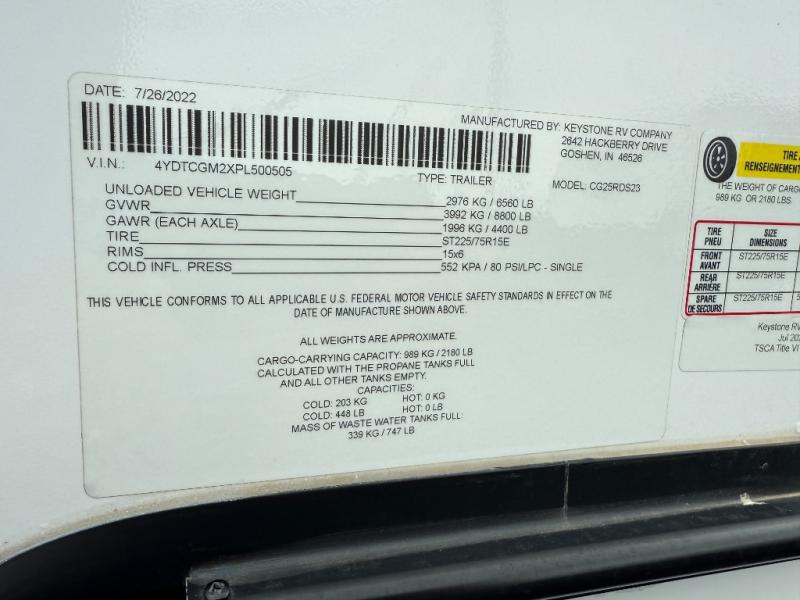 DATE: 7/26/2022
MANUFACTURED BY: KEYSTONE RV COMPANY
2642 HACKBERRY DRIVE
GOSHEN, IN 46526
V.I.N.: 4YDTCGM2XPL500505
TYPE: TRAILER MODEL: CG25RDS23
UNLOADED VEHICLE WEIGHT 2976 KG / 6560 LB
GVWR 3992 KG / 8800 LB
GAWR (EACH AXLE) 1996 KG / 4400 LB
TIRE ST225/75R15E
RIMS 15x6
COLD INFL. PRESS 552 KPA / 80 PSI/LPC - SINGLE
THIS VEHICLE CONFORMS TO ALL APPLICABLE U.S. FEDERAL MOTOR VEHICLE SAFETY STANDARDS IN EFFECT ON THE
DATE OF MANUFACTURE SHOWN ABOVE.
ALL WEIGHTS ARE APPROXIMATE.
CARGO-CARRYING CAPACITY: 989 KG / 2180 LB
CALCULATED WITH THE PROPANE TANKS FULL
AND ALL OTHER TANKS EMPTY.
CAPACITIES:
COLD: 203 KG HOT: 0 KG
COLD: 448 LB HOT: 0 LB
MASS OF WASTE WATER TANKS FULL:
339 KG / 747 LB
TIRE
RENSEIGNEMENT
THE WEIGHT OF
989 KG OR 2180 LBS
TIRE SIZE
PNEU DIMENSIONS
FRONT ST225/75R15E
AVANT
REAR ST225/75R15E
ARRIÈRE
SPARE ST225/75R15E
DE SECOURS
Keystone RV
Jul
TSCA Title VI